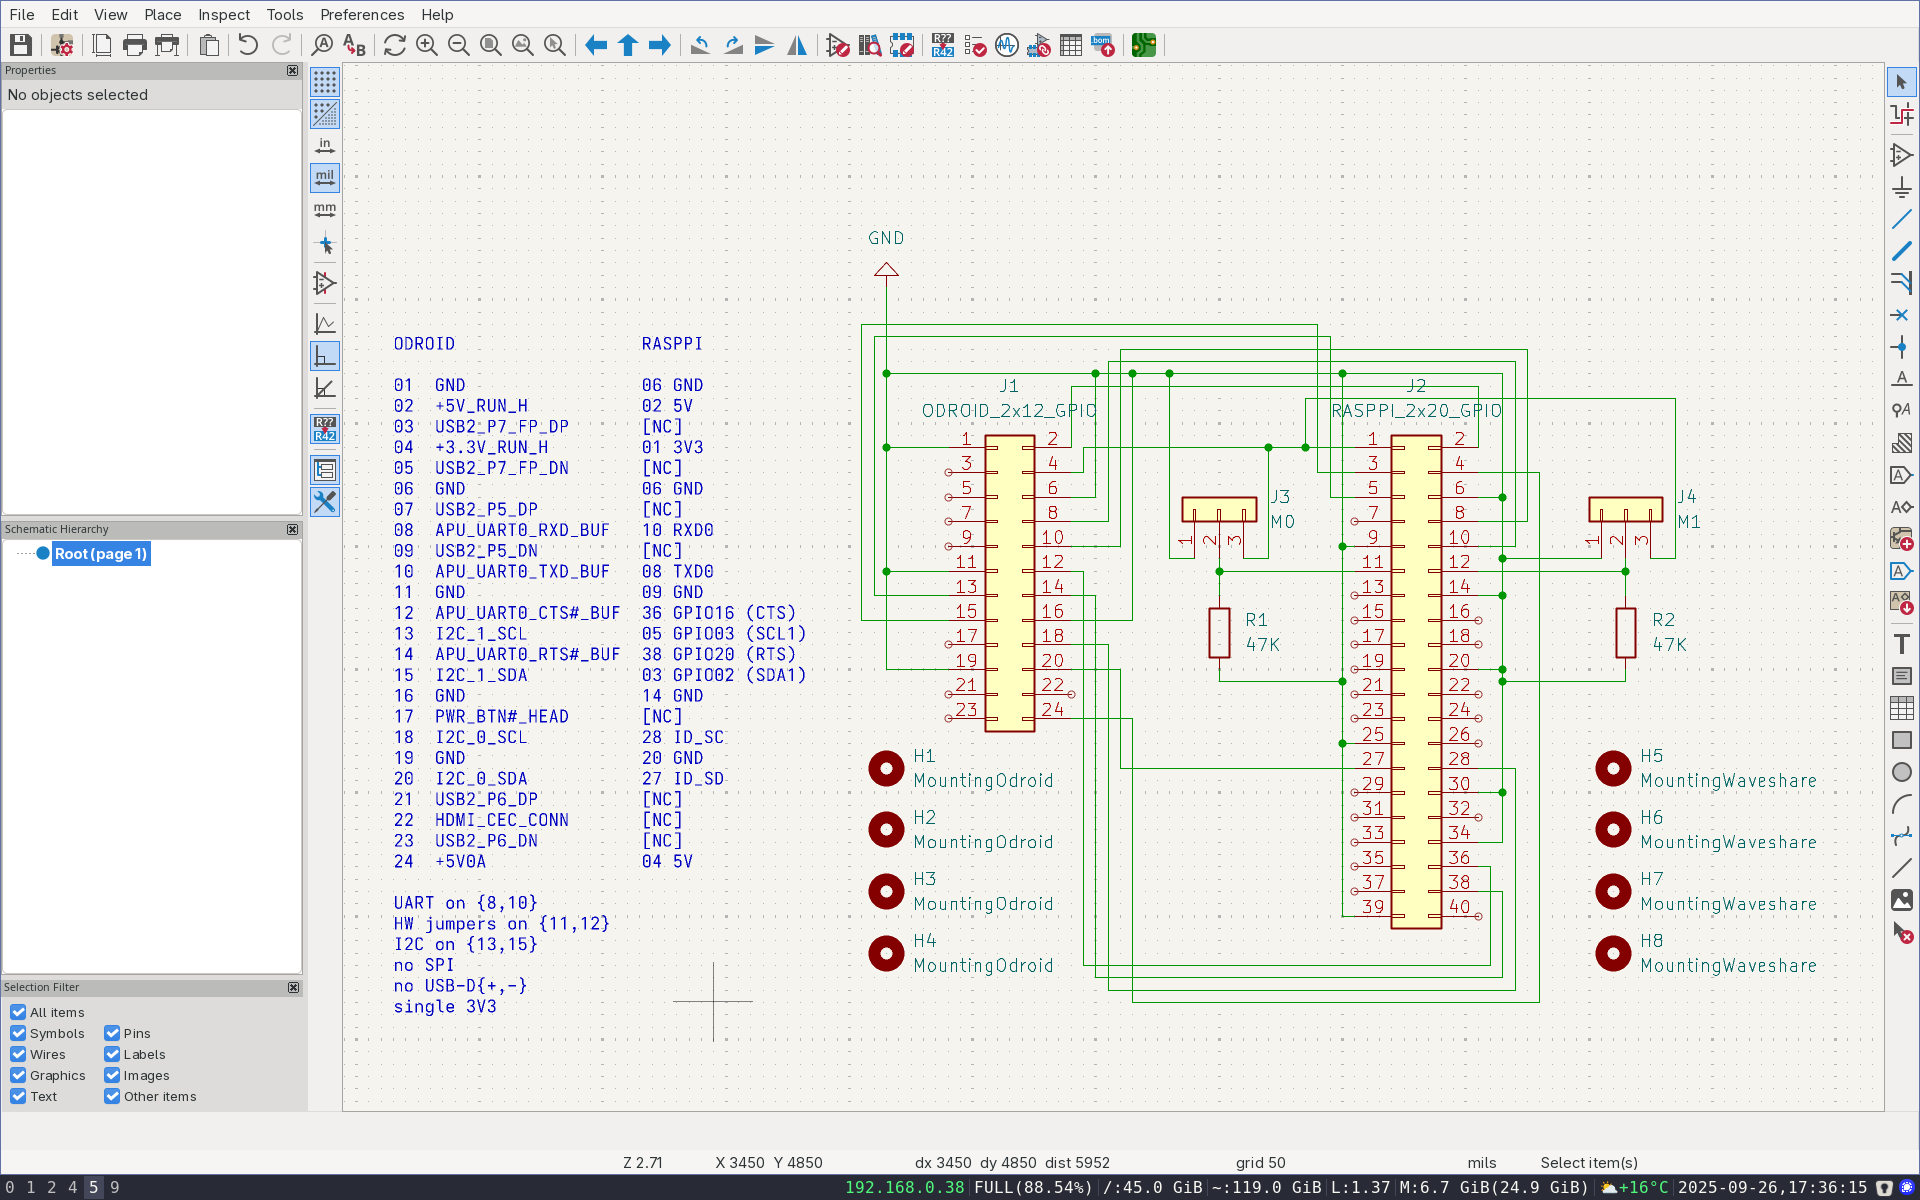 File Edit View Place Inspect Tools Preferences Help
Properties
No objects selected
in
mil
mm
Schematic Hierarchy
Root (page 1)
Selection Filter
All items
Symbols Pins
Wires Labels
Graphics Images
Text Other items
ODROID RASPPI
01 GND 06 GND
02 +5V_RUN_H 02 5V
03 USB2_P7_FP_DP [NC]
04 +3.3V_RUN_H 01 3V3
05 USB2_P7_FP_DN [NC]
06 GND 06 GND
07 USB2_P5_DP [NC]
08 APU_UART0_RXD_BUF 10 RXD0
09 USB2_P5_DN [NC]
10 APU_UART0_TXD_BUF 08 TXD0
11 GND 09 GND
12 APU_UART0_CTS#_BUF 36 GPIO16 (CTS)
13 I2C_1_SCL 05 GPIO03 (SCL1)
14 APU_UART0_RTS#_BUF 38 GPIO20 (RTS)
15 I2C_1_SDA 03 GPIO02 (SDA1)
16 GND 14 GND
17 PWR_BTN#_HEAD [NC]
18 I2C_0_SCL 28 ID_SC
19 GND 20 GND
20 I2C_0_SDA 27 ID_SD
21 USB2_P6_DP [NC]
22 HDMI_CEC_CONN [NC]
23 USB2_P6_DN [NC]
24 +5V0A 04 5V
UART on {8,10}
HW jumpers on {11,12}
I2C on {13,15}
no SPI
no USB-D{+,-}
single 3V3
GND
J1
ODROID_2x12_GPIO
1 2
3 4
5 6
7 8
9 10
11 12
13 14
15 16
17 18
19 20
21 22
23 24
J3
M0
1 2 3
R1
47K
J2
RASPPI_2x20_GPIO
1 2
3 4
5 6
7 8
9 10
11 12
13 14
15 16
17 18
19 20
21 22
23 24
25 26
27 28
29 30
31 32
33 34
35 36
37 38
39 40
J4
M1
1 2 3
R2
47K
H1
MountingOdroid
H2
MountingOdroid
H3
MountingOdroid
H4
MountingOdroid
H5
MountingWaveshare
H6
MountingWaveshare
H7
MountingWaveshare
H8
MountingWaveshare
Z 2.71 X 3450 Y 4850 dx 3450 dy 4850 dist 5952 grid 50 mils Select item(s)
0 1 2 4 5 9 192.168.0.38 FULL(88.54%) /:45.0 GiB ~:119.0 GiB L:1.37 M:6.7 GiB(24.9 GiB) +16°C 2025-09-26,17:36:15